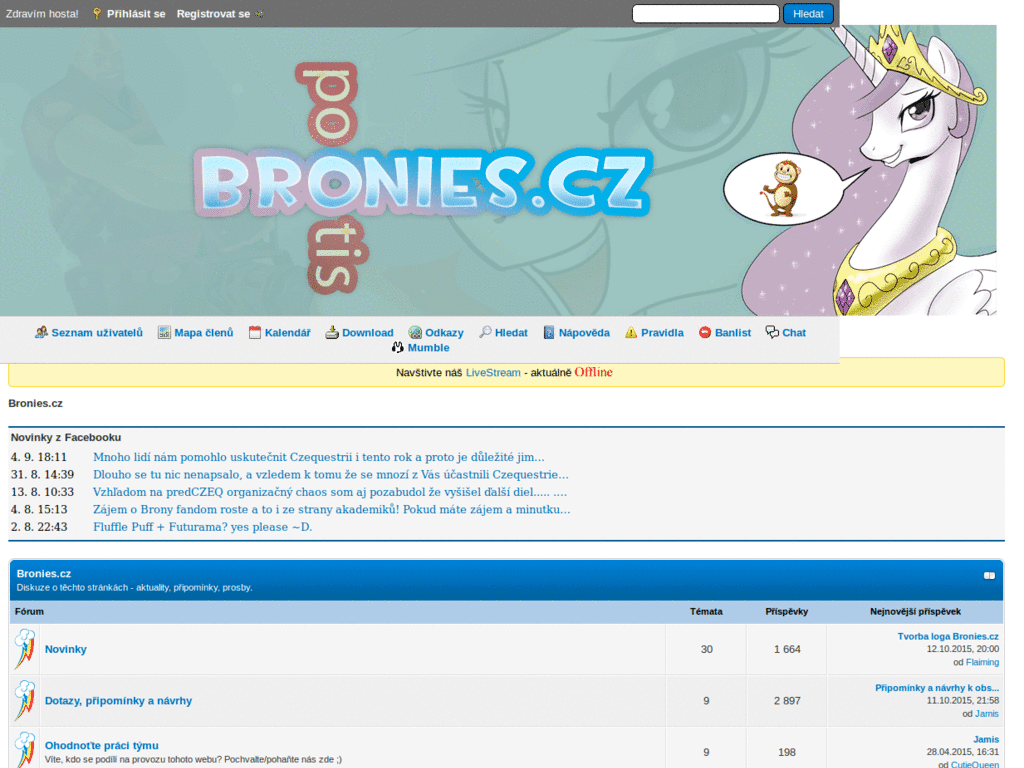 Zdravím hosta! Přihlásit se Registrovat se
Hledat
po
BRONIES.CZ
tis
Seznam uživatelů Mapa členů Kalendář Download Odkazy Hledat Nápověda Pravidla Banlist Chat
Mumble
Navštivte náš LiveStream - aktuálně Offline
Bronies.cz
Novinky z Facebooku
4. 9. 18:11 Mnoho lidí nám pomohlo uskutečnit Czequestrii i tento rok a proto je důležité jim...
31. 8. 14:39 Dlouho se tu nic nenapsalo, a vzledem k tomu že se mnozí z Vás účastnili Czequestrie...
13. 8. 10:33 Vzhľadom na predCZEQ organizačný chaos som aj pozabudol že vyšišel ďalší diel..... ....
4. 8. 15:13 Zájem o Brony fandom roste a to i ze strany akademiků! Pokud máte zájem a minutku...
2. 8. 22:43 Fluffle Puff + Futurama? yes please ~D.
Bronies.cz
Diskuze o těchto stránkách - aktuality, připomínky, prosby.
Fórum Témata Příspěvky Nejnovější příspěvek
Novinky 30 1 664
Tvorba loga Bronies.cz
12.10.2015, 20:00
od Flaiming
Dotazy, připomínky a návrhy 9 2 897
Připomínky a návrhy k obs...
11.10.2015, 21:58
od Jamis
Ohodnoťte práci týmu
Víte, kdo se podílí na provozu tohoto webu? Pochvalte/pohaňte nás zde ;)
9 198
Jamis
28.04.2015, 16:31
od CutieQueen